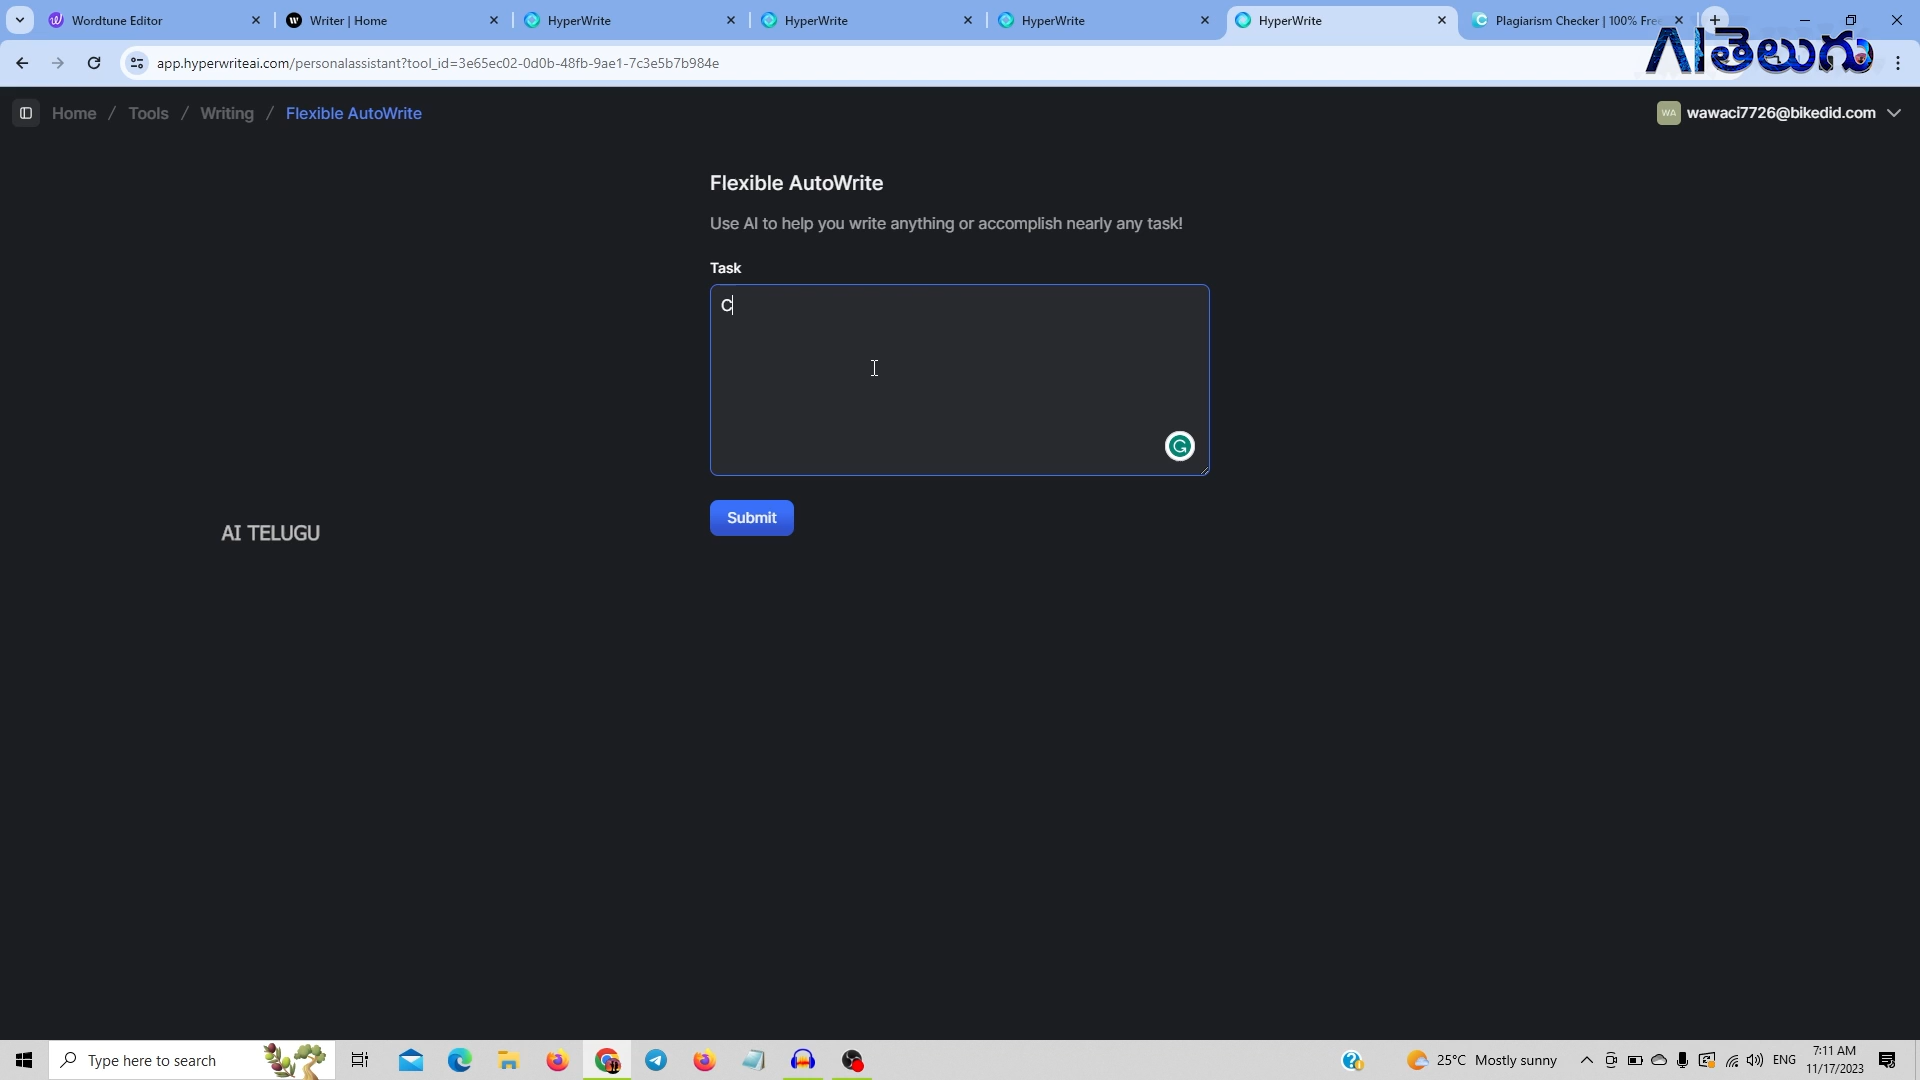 Wordtune Editor
Writer | Home
HyperWrite
HyperWrite
HyperWrite
HyperWrite
Plagiarism Checker | 100% Fre
AIతెలుగు
app.hyperwriteai.com/personalassistant?tool_id=3e65ec02-0d0b-48fb-9ae1-7c3e5b7b984e
Home / Tools / Writing / Flexible AutoWrite
WA wawaci7726@bikedid.com
Flexible AutoWrite
Use AI to help you write anything or accomplish nearly any task!
Task
C
Submit
AI TELUGU
Type here to search
25°C Mostly sunny
ENG
7:11 AM
11/17/2023